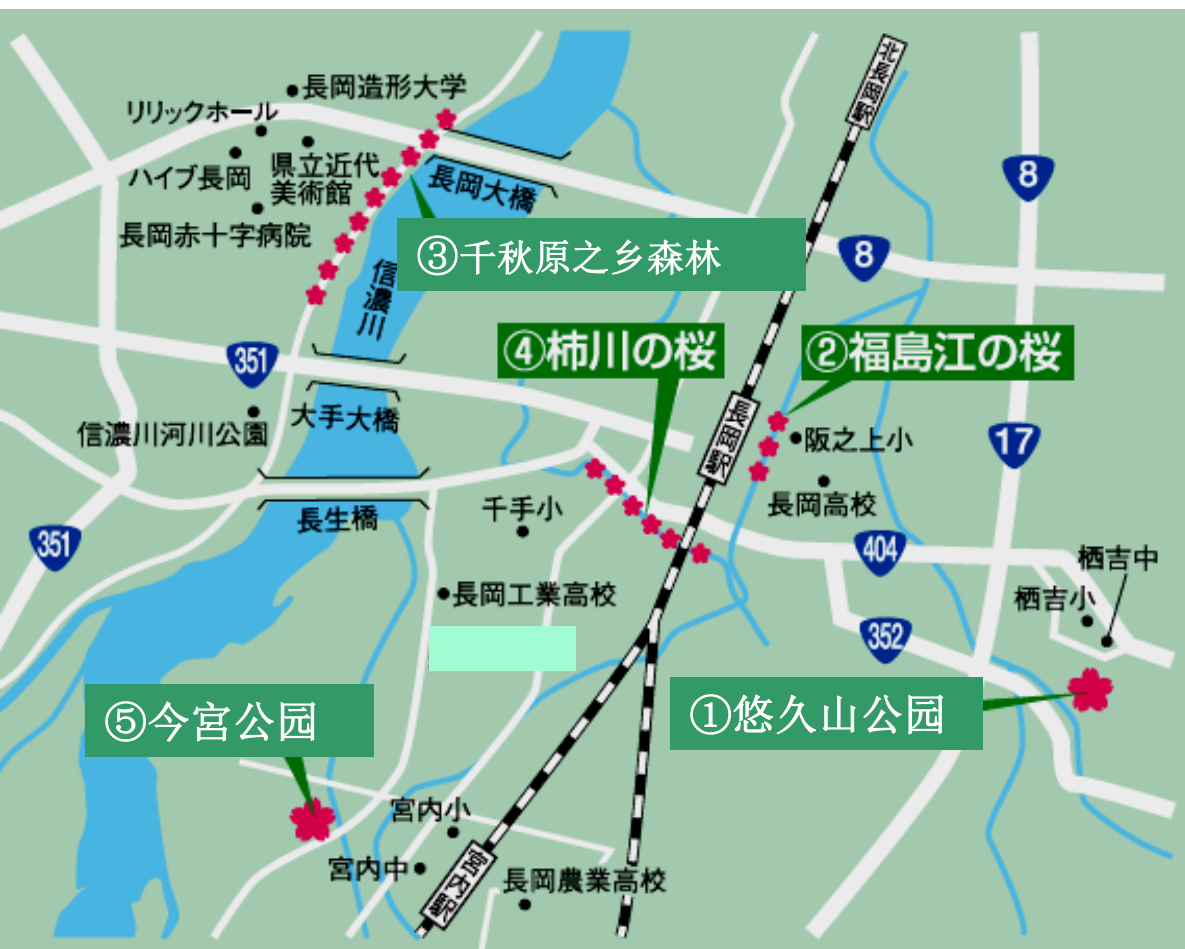 北長岡駅
長岡造形大学
リリックホール
ハイブ長岡
県立近代
美術館
長岡赤十字病院
長岡大橋
8
8
③千秋原之乡森林
信濃川
④柿川の桜
②福島江の桜
351
信濃川河川公園
大手大橋
長岡駅
阪之上小
17
長岡高校
長生橋
千手小
351
404
栖吉中
栖吉小
長岡工業高校
352
⑤今宮公园
①悠久山公园
宮内小
宮内中
宮内駅
長岡農業高校